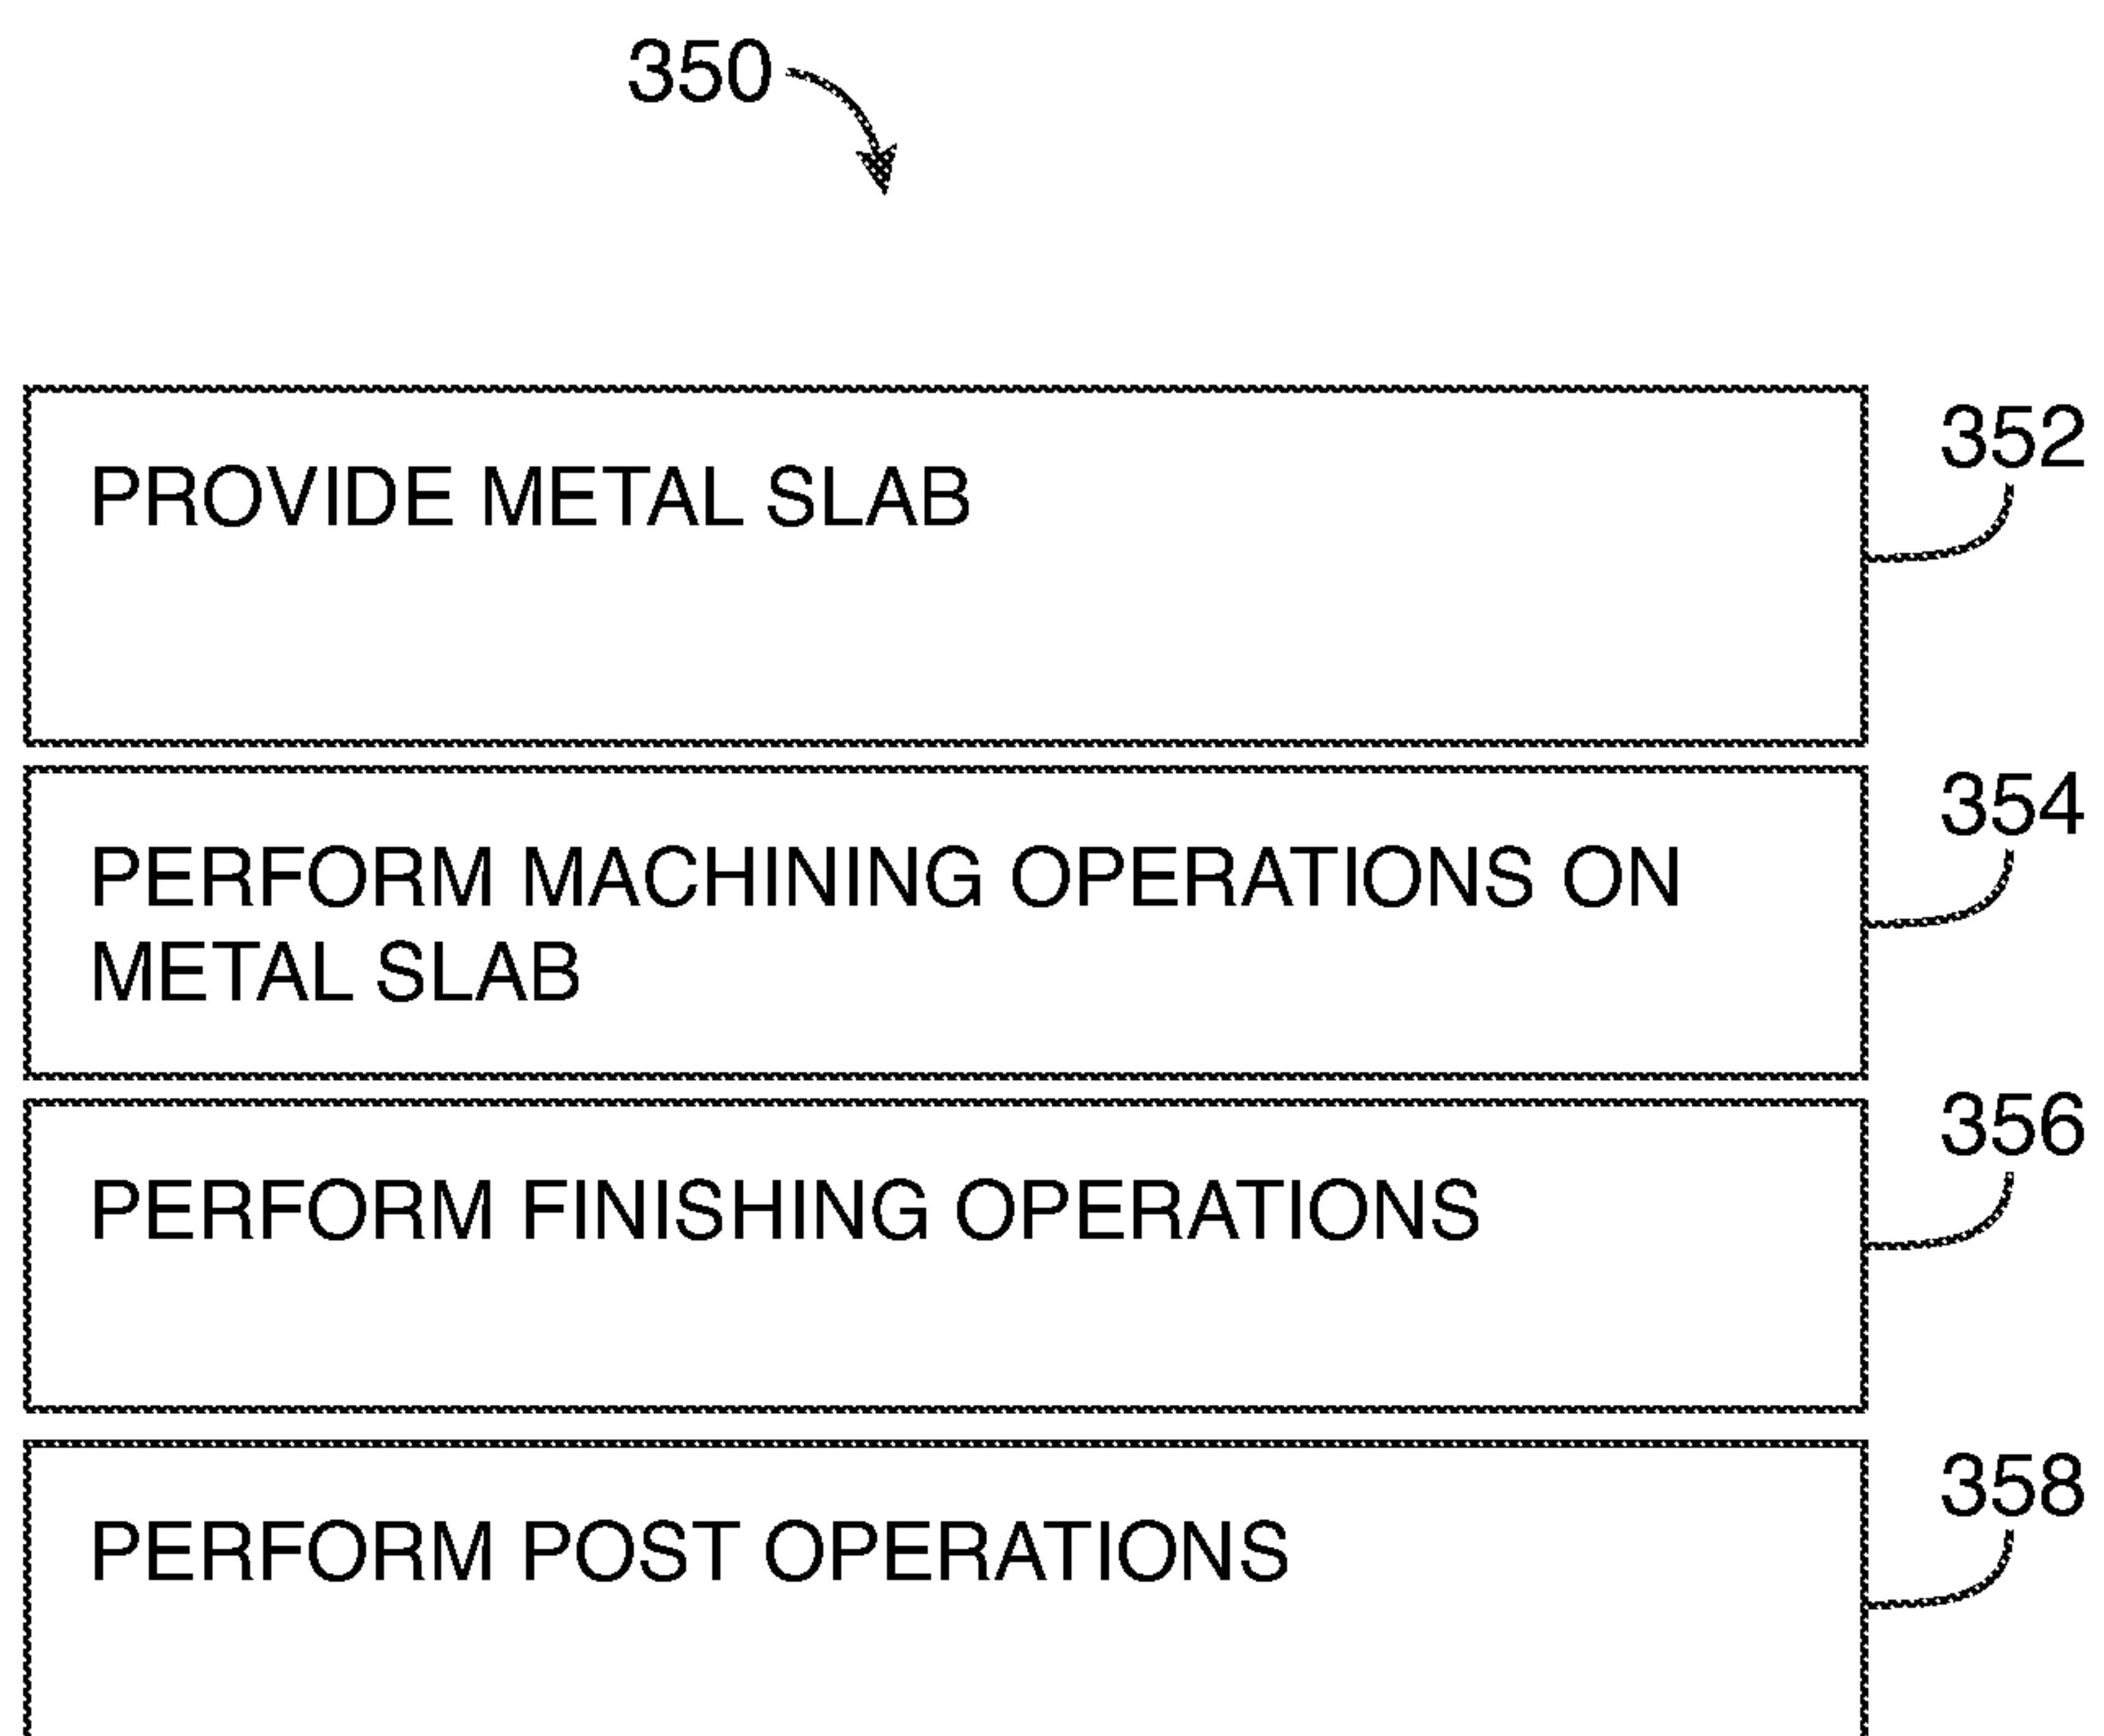 350
352
PROVIDE METAL SLAB
354
PERFORM MACHINING OPERATIONS ON
METAL SLAB
356
PERFORM FINISHING OPERATIONS
358
PERFORM POST OPERATIONS